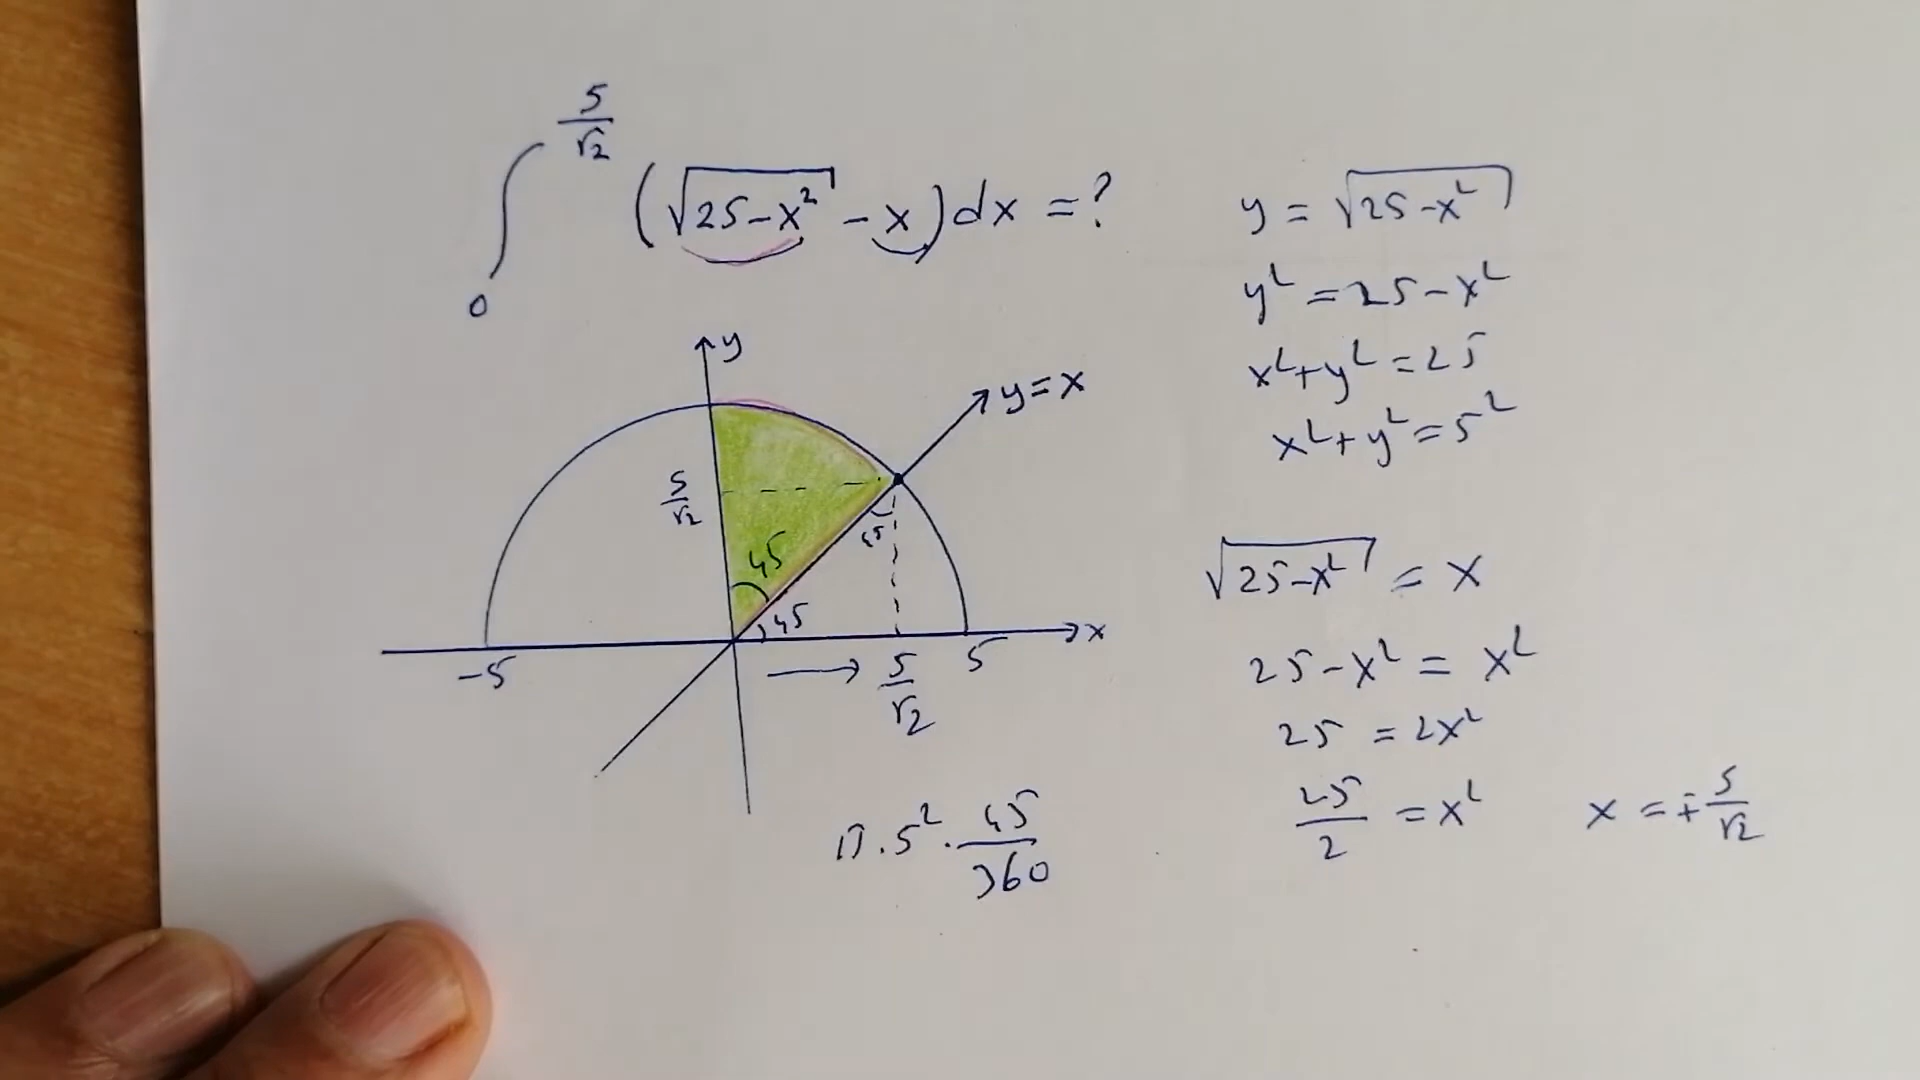 ∫₀^(5/√2) (√(25-x²) - x) dx = ?
y
y = x
5/√2
45
45
45
-5
5/√2
5
x
π.5² . 45/360
y = √(25-x²)
y² = 25-x²
x²+y² = 25
x²+y² = 5²
√(25-x²) = x
25-x² = x²
25 = 2x²
25/2 = x² x = ∓5/√2